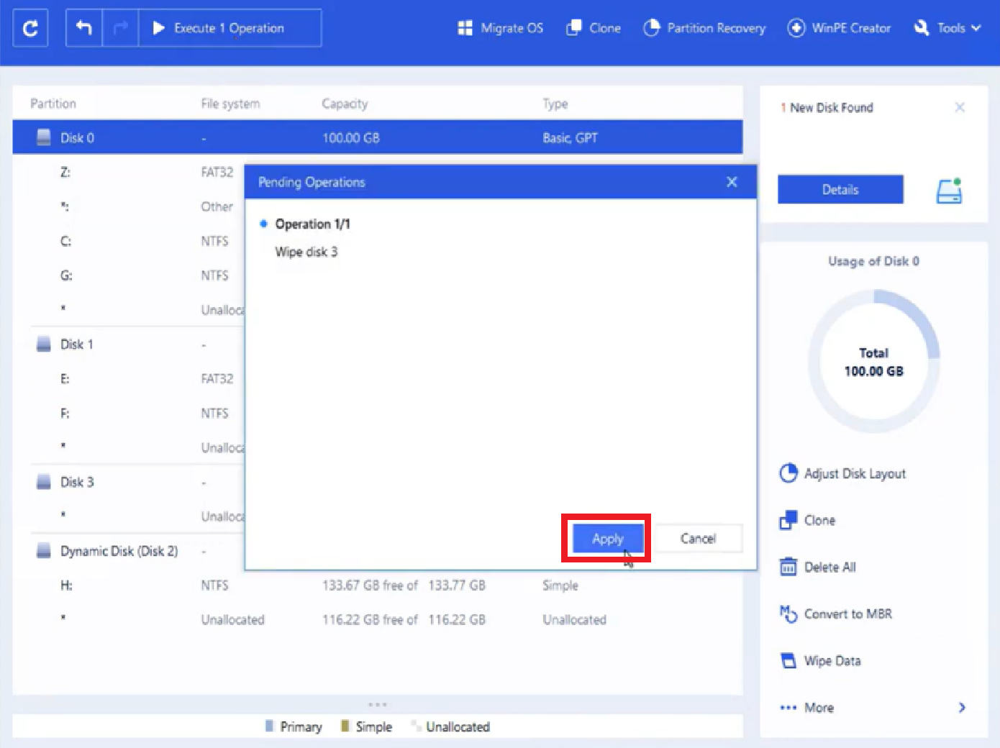 Execute 1 Operation
Migrate OS
Clone
Partition Recovery
WinPE Creator
Tools
Partition File system Capacity Type
Disk 0 - 100.00 GB Basic, GPT
Z: FAT32
*: Other
C: NTFS
G: NTFS
* Unalloca
Disk 1 -
E: FAT32
F: NTFS
* Unalloca
Disk 3 -
* Unalloca
Dynamic Disk (Disk 2) -
H: NTFS 133.67 GB free of 133.77 GB Simple
* Unallocated 116.22 GB free of 116.22 GB Unallocated
Primary Simple Unallocated
Pending Operations
Operation 1/1
Wipe disk 3
Apply
Cancel
1 New Disk Found
Details
Usage of Disk 0
Total
100.00 GB
Adjust Disk Layout
Clone
Delete All
Convert to MBR
Wipe Data
More